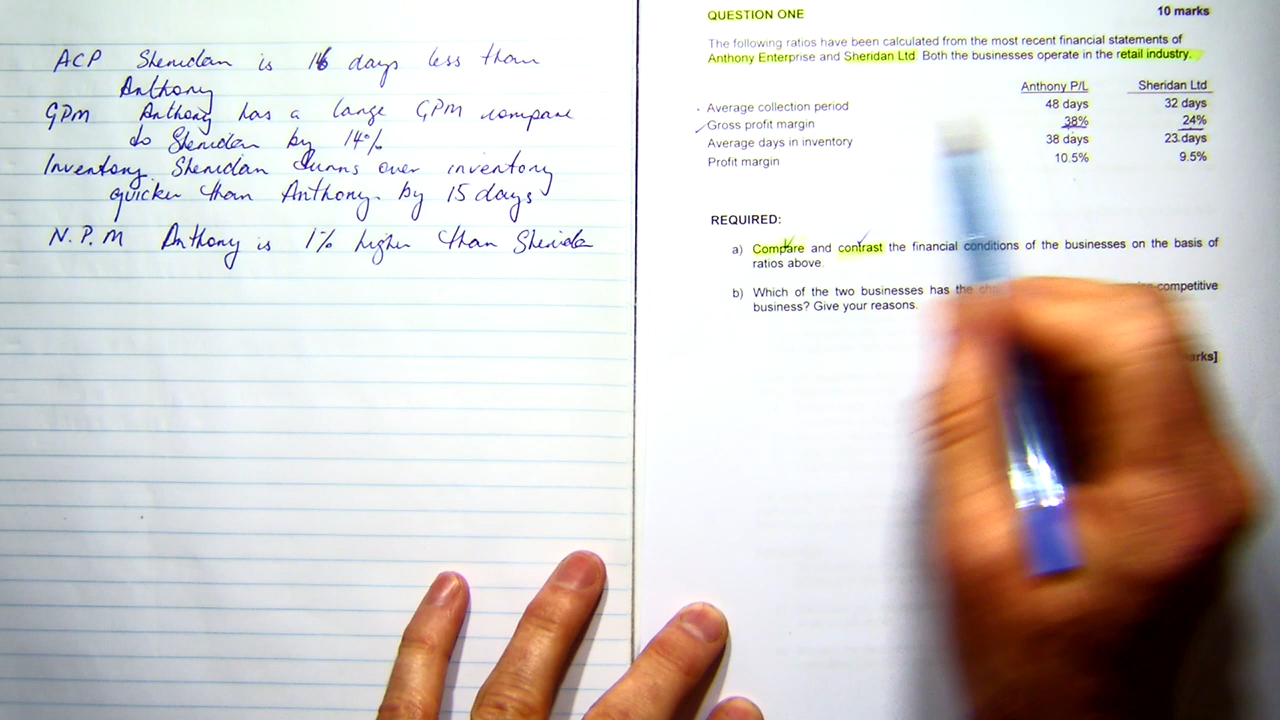 ACP Sheridan is 16 days less than
Anthony
GPM Anthony has a large GPM compare
to Sheridan by 14%
Inventory. Sheridan turns over inventory
quicker than Anthony. by 15 days
N.P.M Anthony is 1% higher than Sherida
QUESTION ONE 10 marks
The following ratios have been calculated from the most recent financial statements of
Anthony Enterprise and Sheridan Ltd. Both the businesses operate in the retail industry.
Anthony P/L Sheridan Ltd
Average collection period 48 days 32 days
Gross profit margin 38% 24%
Average days in inventory 38 days 23 days
Profit margin 10.5% 9.5%
REQUIRED:
a) Compare and contrast the financial conditions of the businesses on the basis of
ratios above.
b) Which of the two businesses has the competitive
business? Give your reasons.